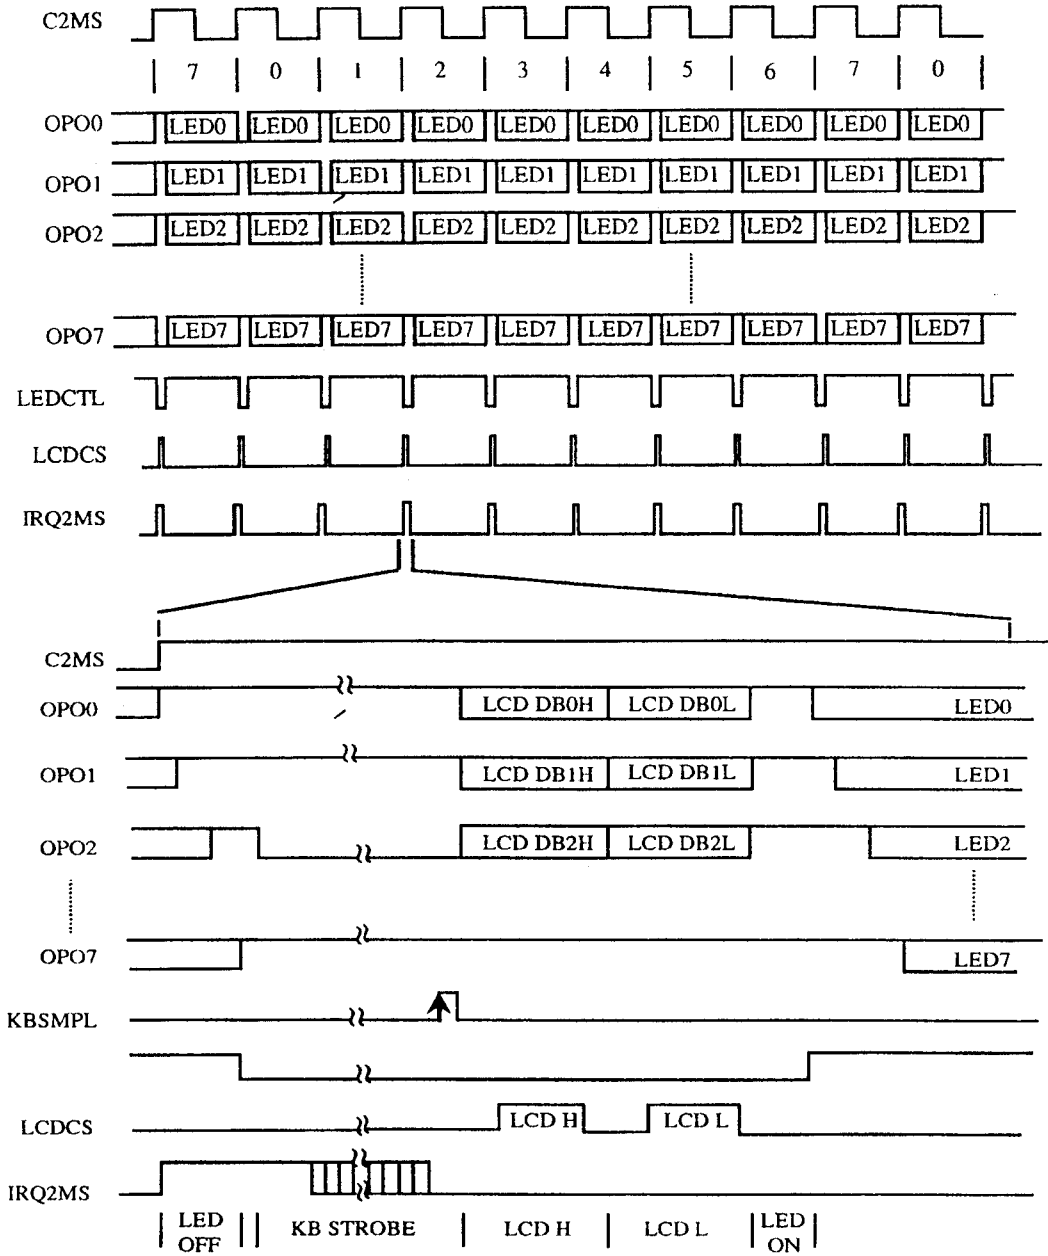 C2MS
7 0 1 2 3 4 5 6 7 0
OPO0 LED0 LED0 LED0 LED0 LED0 LED0 LED0 LED0 LED0 LED0
OPO1 LED1 LED1 LED1 LED1 LED1 LED1 LED1 LED1 LED1 LED1
OPO2 LED2 LED2 LED2 LED2 LED2 LED2 LED2 LED2 LED2 LED2
OPO7 LED7 LED7 LED7 LED7 LED7 LED7 LED7 LED7 LED7 LED7
LEDCTL
LCDCS
IRQ2MS
C2MS
OPO0 LCD DB0H LCD DB0L LED0
OPO1 LCD DB1H LCD DB1L LED1
OPO2 LCD DB2H LCD DB2L LED2
OPO7 LED7
KBSMPL
LCDCS LCD H LCD L
IRQ2MS
LED OFF KB STROBE LCD H LCD L LED ON